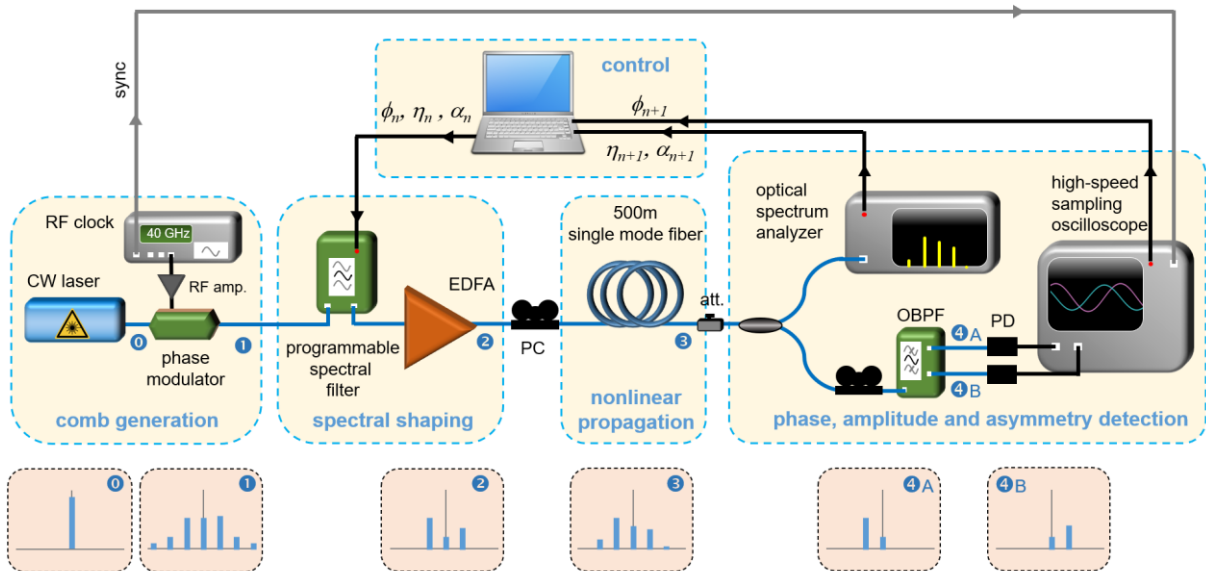 sync
control
ϕn, ηn , αn
ϕn+1
ηn+1, αn+1
RF clock
40 GHz
CW laser
RF amp.
0
1
phase
modulator
comb generation
programmable
spectral
filter
EDFA
2
spectral shaping
PC
500m
single mode fiber
3
nonlinear
propagation
att.
optical
spectrum
analyzer
high-speed
sampling
oscilloscope
OBPF
4A
PD
4B
phase, amplitude and asymmetry detection
0
1
2
3
4A
4B